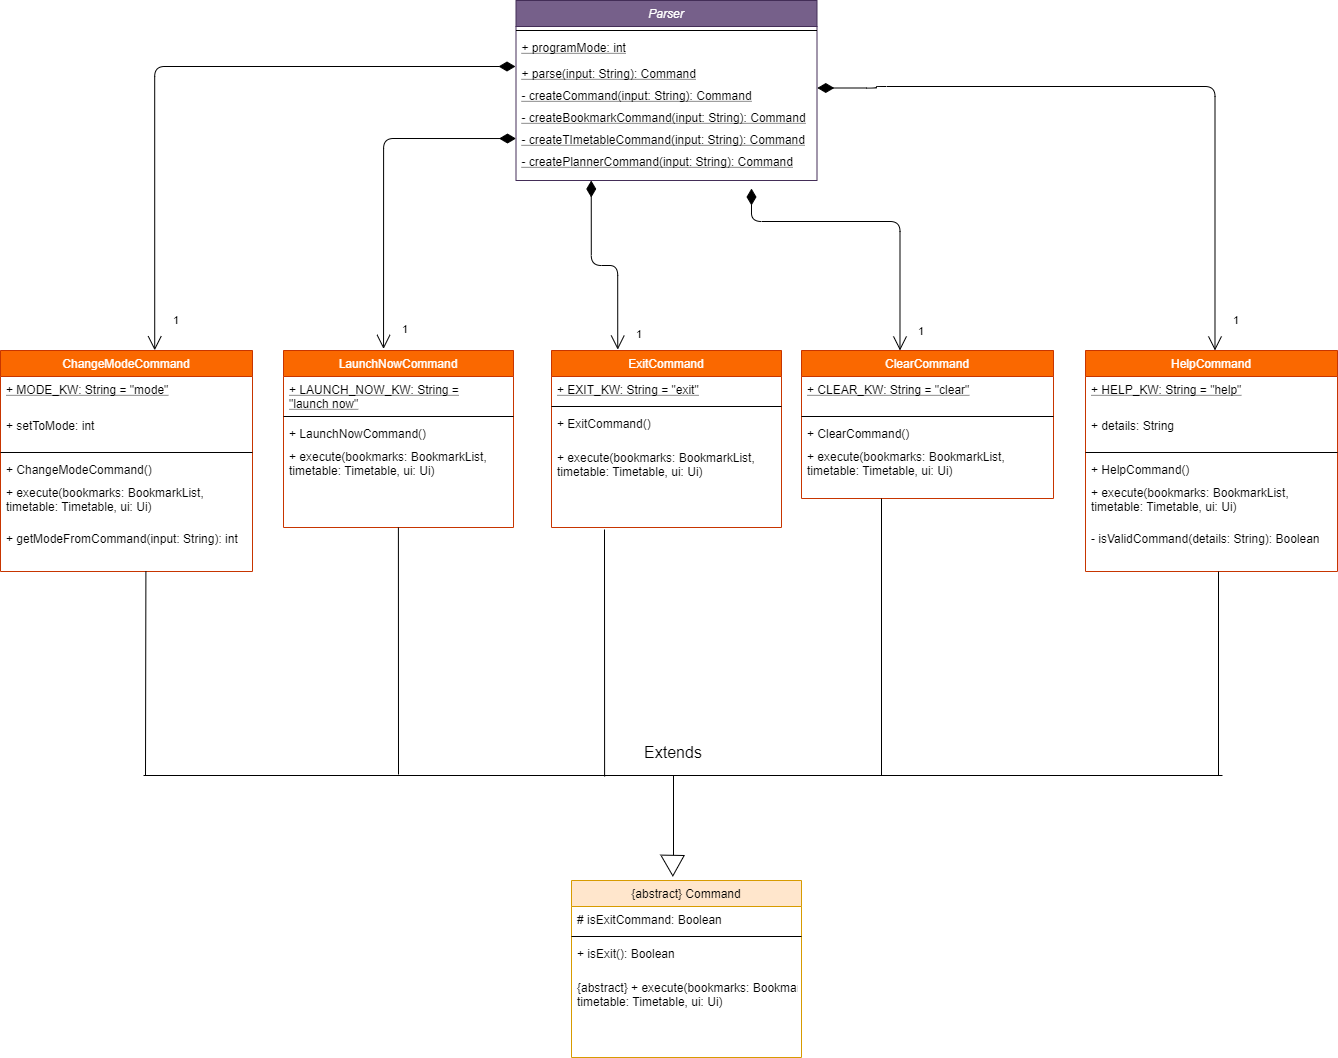 Parser
+ programMode: int
+ parse(input: String): Command
- createCommand(input: String): Command
- createBookmarkCommand(input: String): Command
- createTImetableCommand(input: String): Command
- createPlannerCommand(input: String): Command
1
1
1
1
1
ChangeModeCommand
+ MODE_KW: String = "mode"
+ setToMode: int
+ ChangeModeCommand()
+ execute(bookmarks: BookmarkList,
timetable: Timetable, ui: Ui)
+ getModeFromCommand(input: String): int
LaunchNowCommand
+ LAUNCH_NOW_KW: String =
"launch now"
+ LaunchNowCommand()
+ execute(bookmarks: BookmarkList,
timetable: Timetable, ui: Ui)
ExitCommand
+ EXIT_KW: String = "exit"
+ ExitCommand()
+ execute(bookmarks: BookmarkList,
timetable: Timetable, ui: Ui)
ClearCommand
+ CLEAR_KW: String = "clear"
+ ClearCommand()
+ execute(bookmarks: BookmarkList,
timetable: Timetable, ui: Ui)
HelpCommand
+ HELP_KW: String = "help"
+ details: String
+ HelpCommand()
+ execute(bookmarks: BookmarkList,
timetable: Timetable, ui: Ui)
- isValidCommand(details: String): Boolean
Extends
{abstract} Command
# isExitCommand: Boolean
+ isExit(): Boolean
{abstract} + execute(bookmarks: Bookma
timetable: Timetable, ui: Ui)